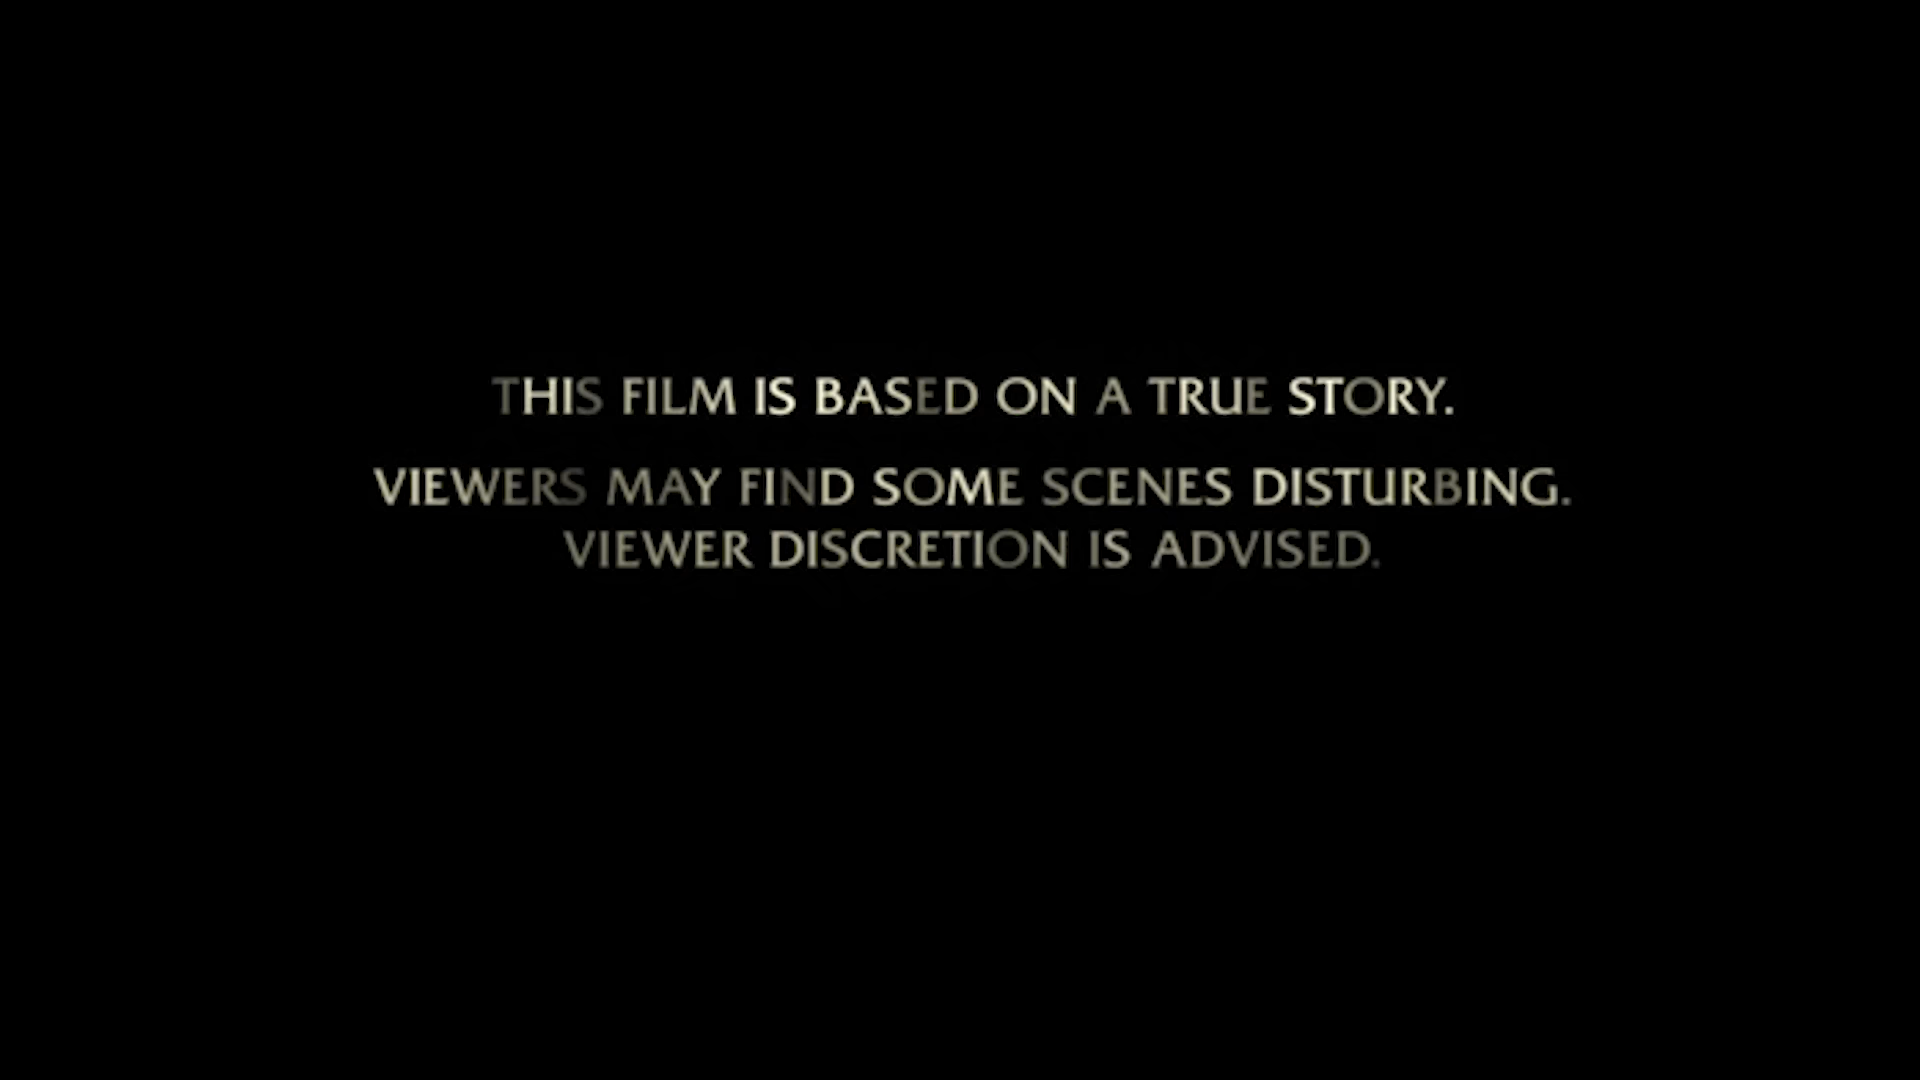 THIS FILM IS BASED ON A TRUE STORY.
VIEWERS MAY FIND SOME SCENES DISTURBING.
VIEWER DISCRETION IS ADVISED.